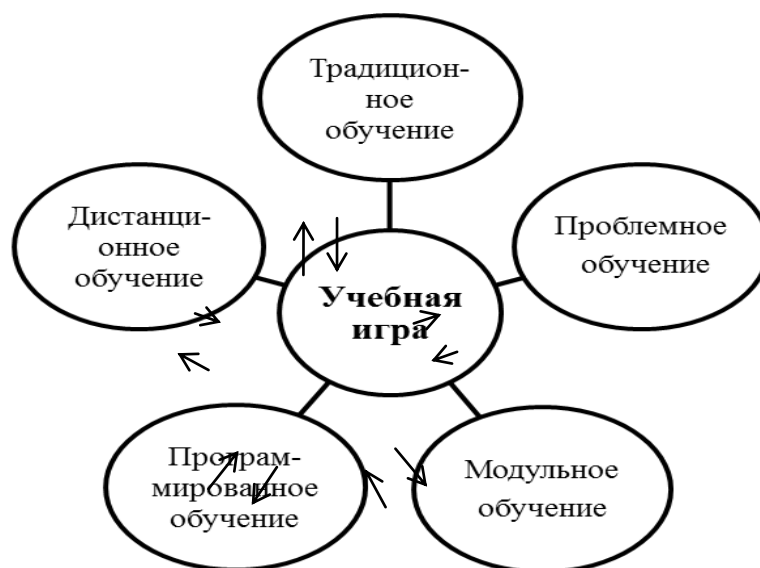 Традицион-
ное
обучение
Дистанци-
онное
обучение
Проблемное
обучение
Учебная
игра
Програм-
мированное
обучение
Модульное
обучение